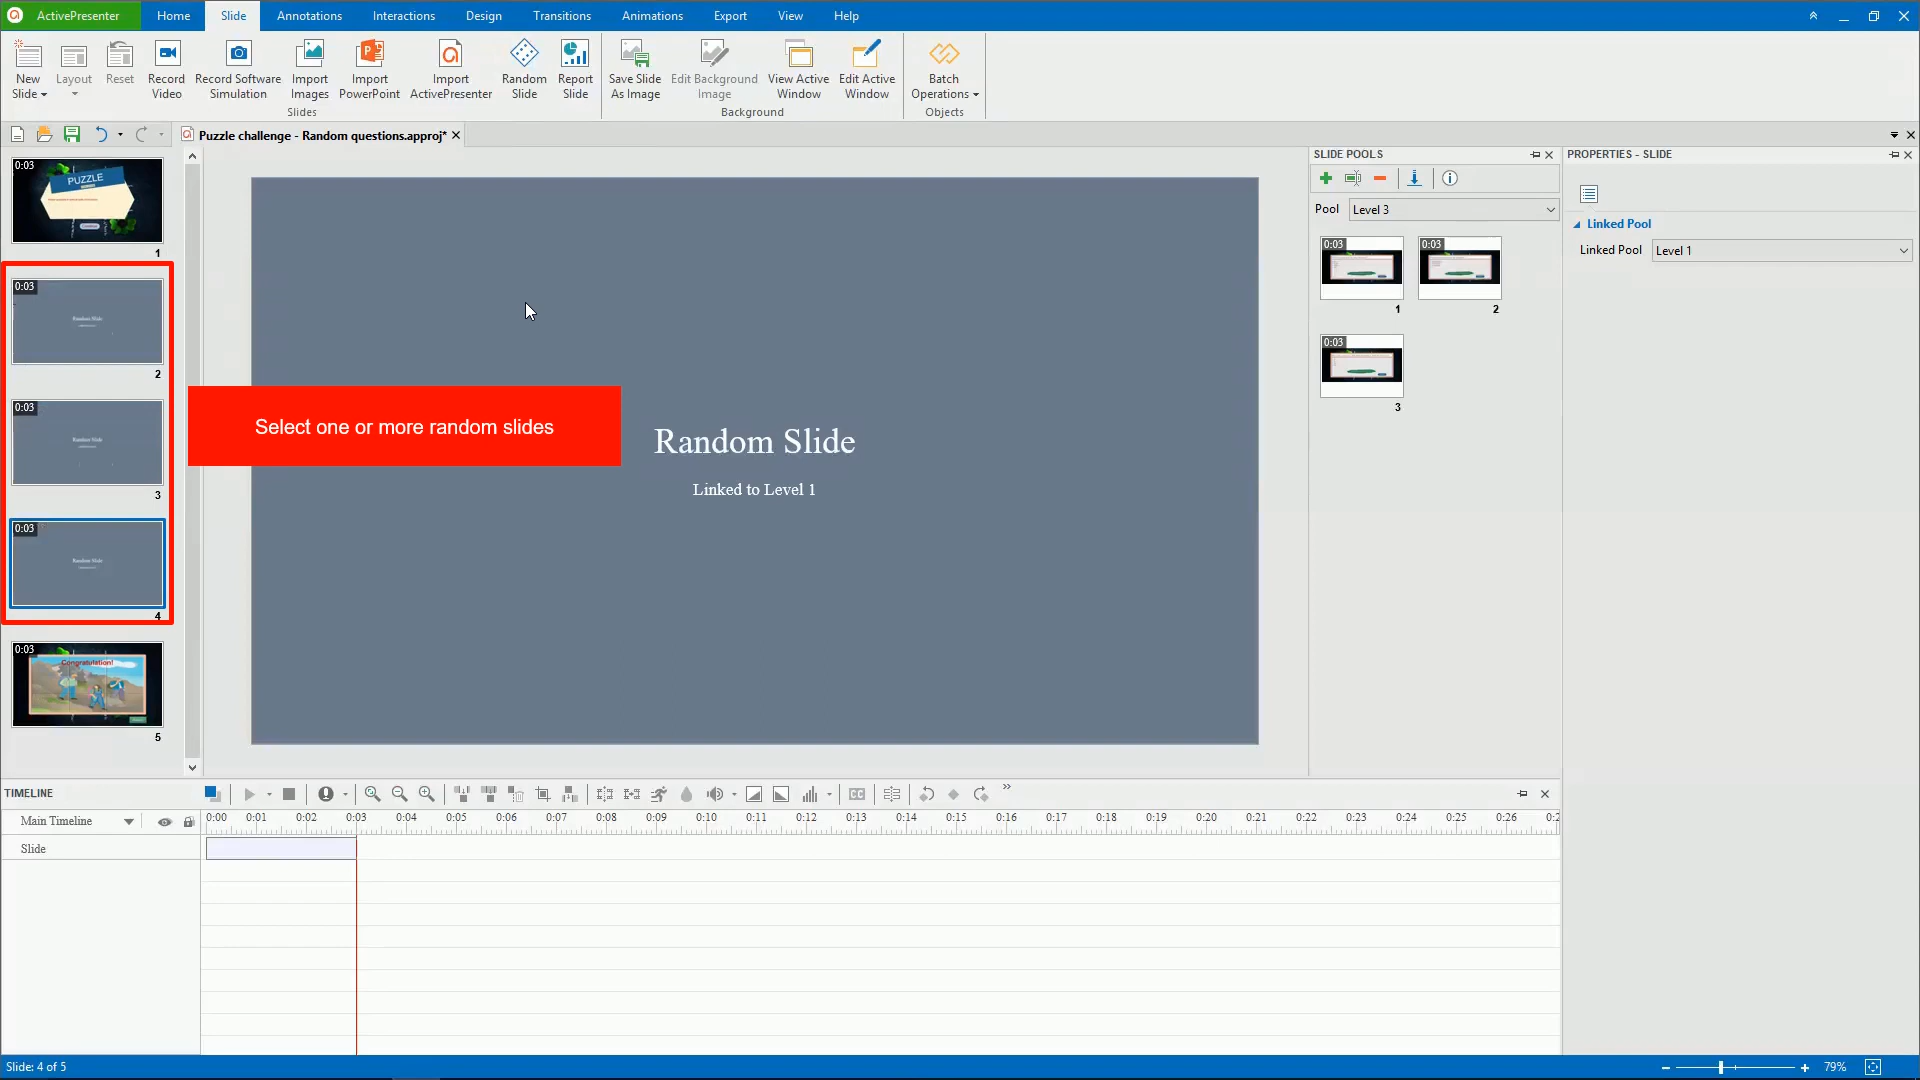 ActivePresenter
Home
Slide
Annotations
Interactions
Design
Transitions
Animations
Export
View
Help
New
Slide
Layout
Reset
Record
Video
Record Software
Simulation
Import
Images
Import
PowerPoint
Import
ActivePresenter
Random
Slide
Report
Slide
Slides
Save Slide
As Image
Edit Background
Image
View Active
Window
Edit Active
Window
Background
Batch
Operations
Objects
Puzzle challenge - Random questions.approj*
0:03
PUZZLE
1
0:03
Random Slide
2
0:03
Random Slide
3
0:03
Random Slide
4
0:03
Congratulation!
5
Select one or more random slides
Random Slide
Linked to Level 1
SLIDE POOLS
Pool
Level 3
0:03
1
0:03
2
0:03
3
PROPERTIES - SLIDE
Linked Pool
Linked Pool
Level 1
TIMELINE
CC
Main Timeline
0:00 0:01 0:02 0:03 0:04 0:05 0:06 0:07 0:08 0:09 0:10 0:11 0:12 0:13 0:14 0:15 0:16 0:17 0:18 0:19 0:20 0:21 0:22 0:23 0:24 0:25 0:26
Slide
Slide: 4 of 5
79%